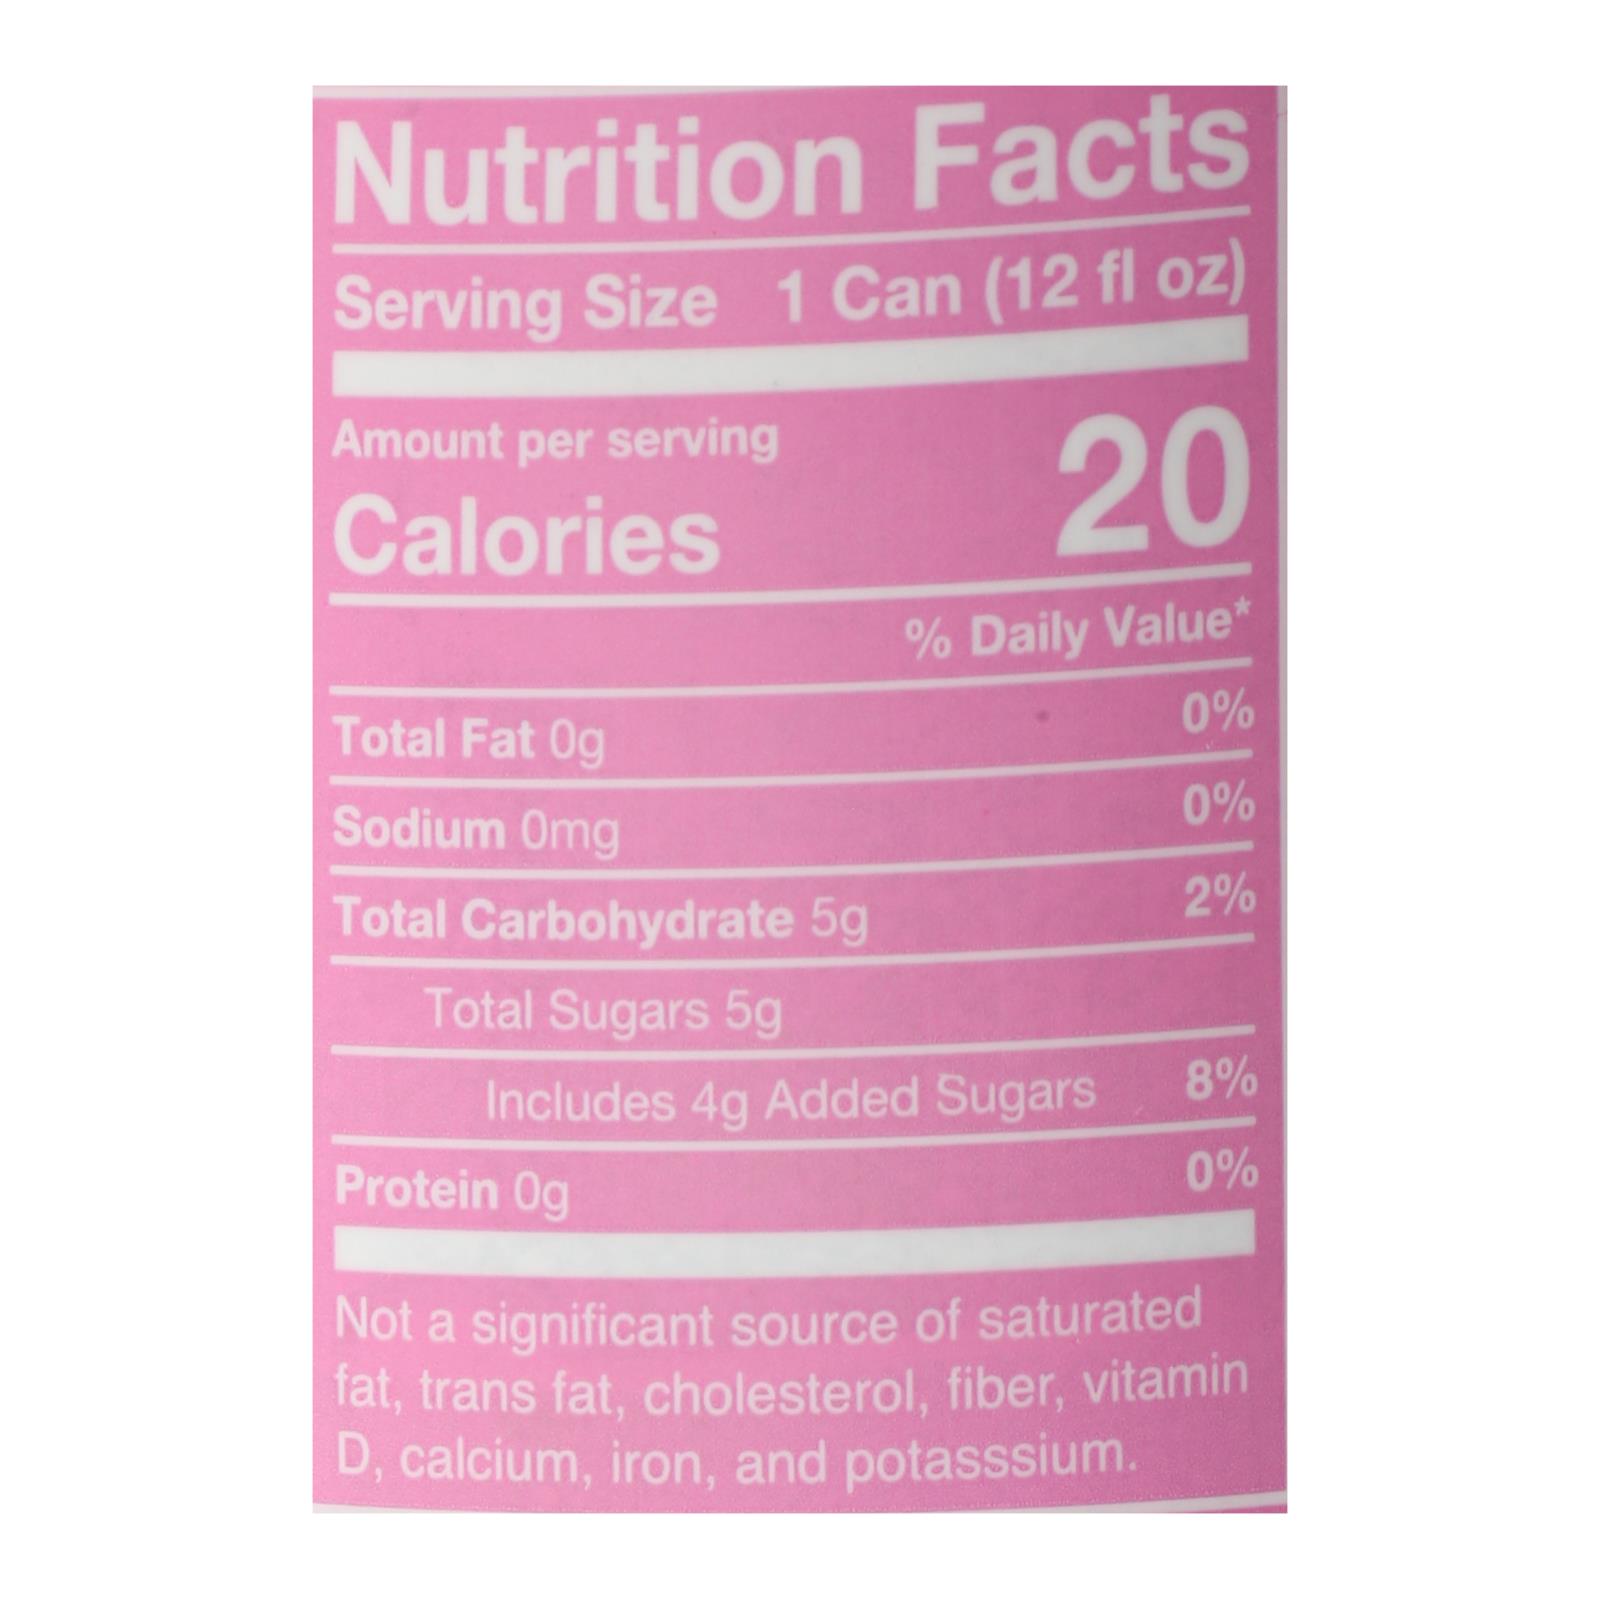 Nutrition Facts
Serving Size 1 Can (12 fl oz)
Amount per serving
Calories 20
% Daily Value*
Total Fat 0g 0%
Sodium 0mg 0%
Total Carbohydrate 5g 2%
Total Sugars 5g
Includes 4g Added Sugars 8%
Protein 0g 0%
Not a significant source of saturated
fat, trans fat, cholesterol, fiber, vitamin
D, calcium, iron, and potasssium.